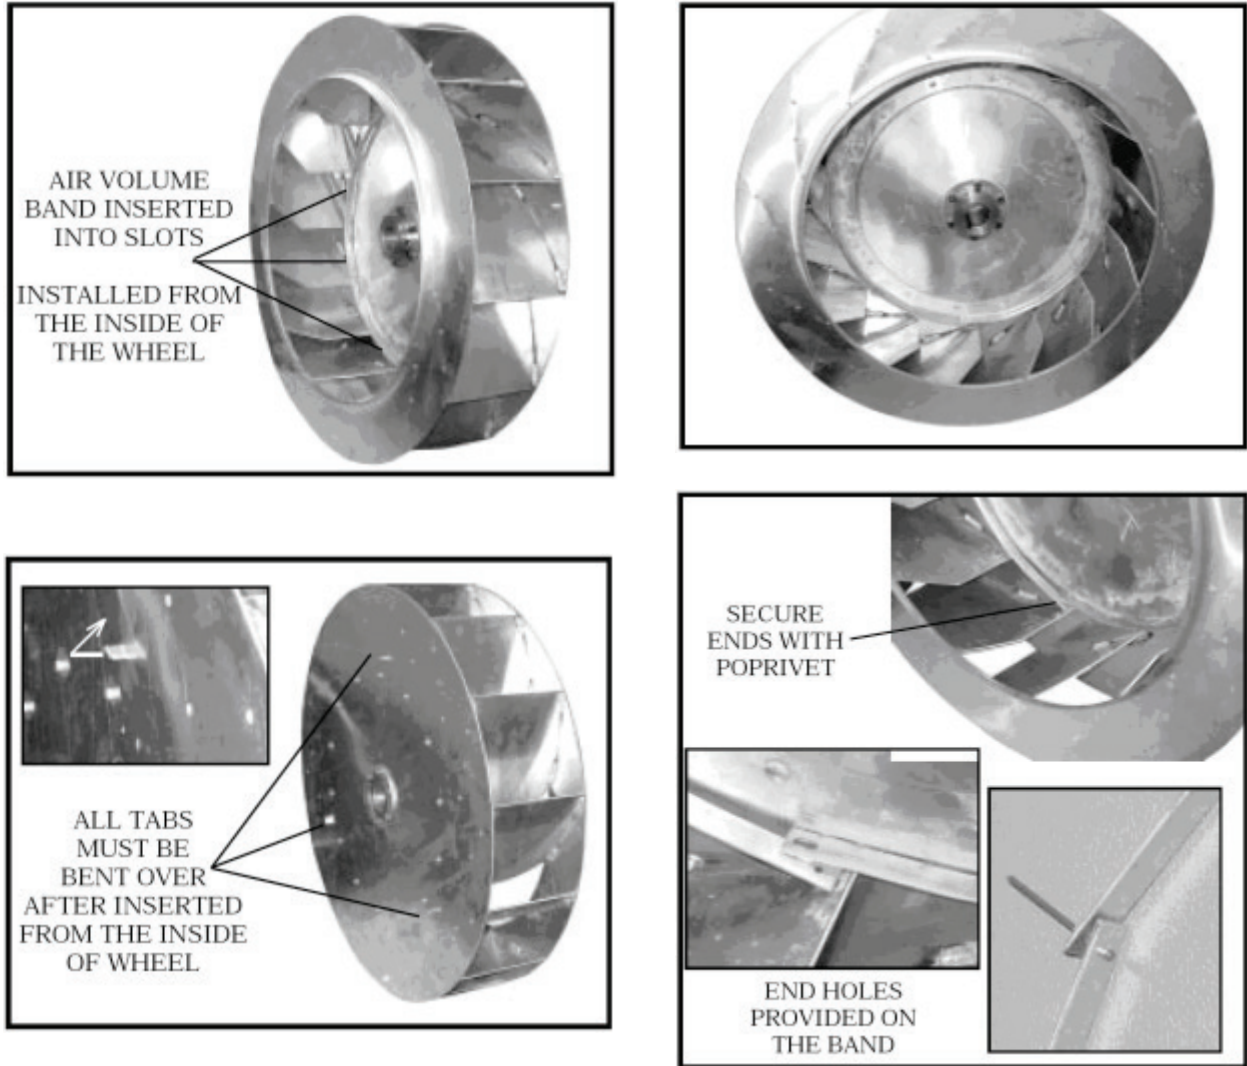 AIR VOLUME
BAND INSERTED
INTO SLOTS
INSTALLED FROM
THE INSIDE OF
THE WHEEL
ALL TABS
MUST BE
BENT OVER
AFTER INSERTED
FROM THE INSIDE
OF WHEEL
SECURE
ENDS WITH
POPRIVET
END HOLES
PROVIDED ON
THE BAND